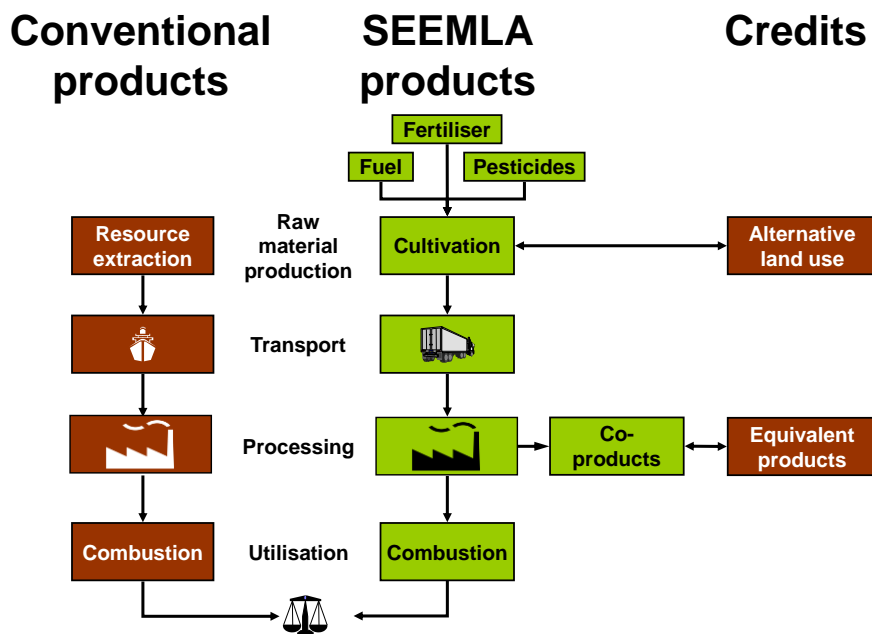 Conventional
products
SEEMLA
products
Credits
Fertiliser
Fuel
Pesticides
Resource
extraction
Raw
material
production
Cultivation
Alternative
land use
Transport
Processing
Co-
products
Equivalent
products
Combustion
Utilisation
Combustion